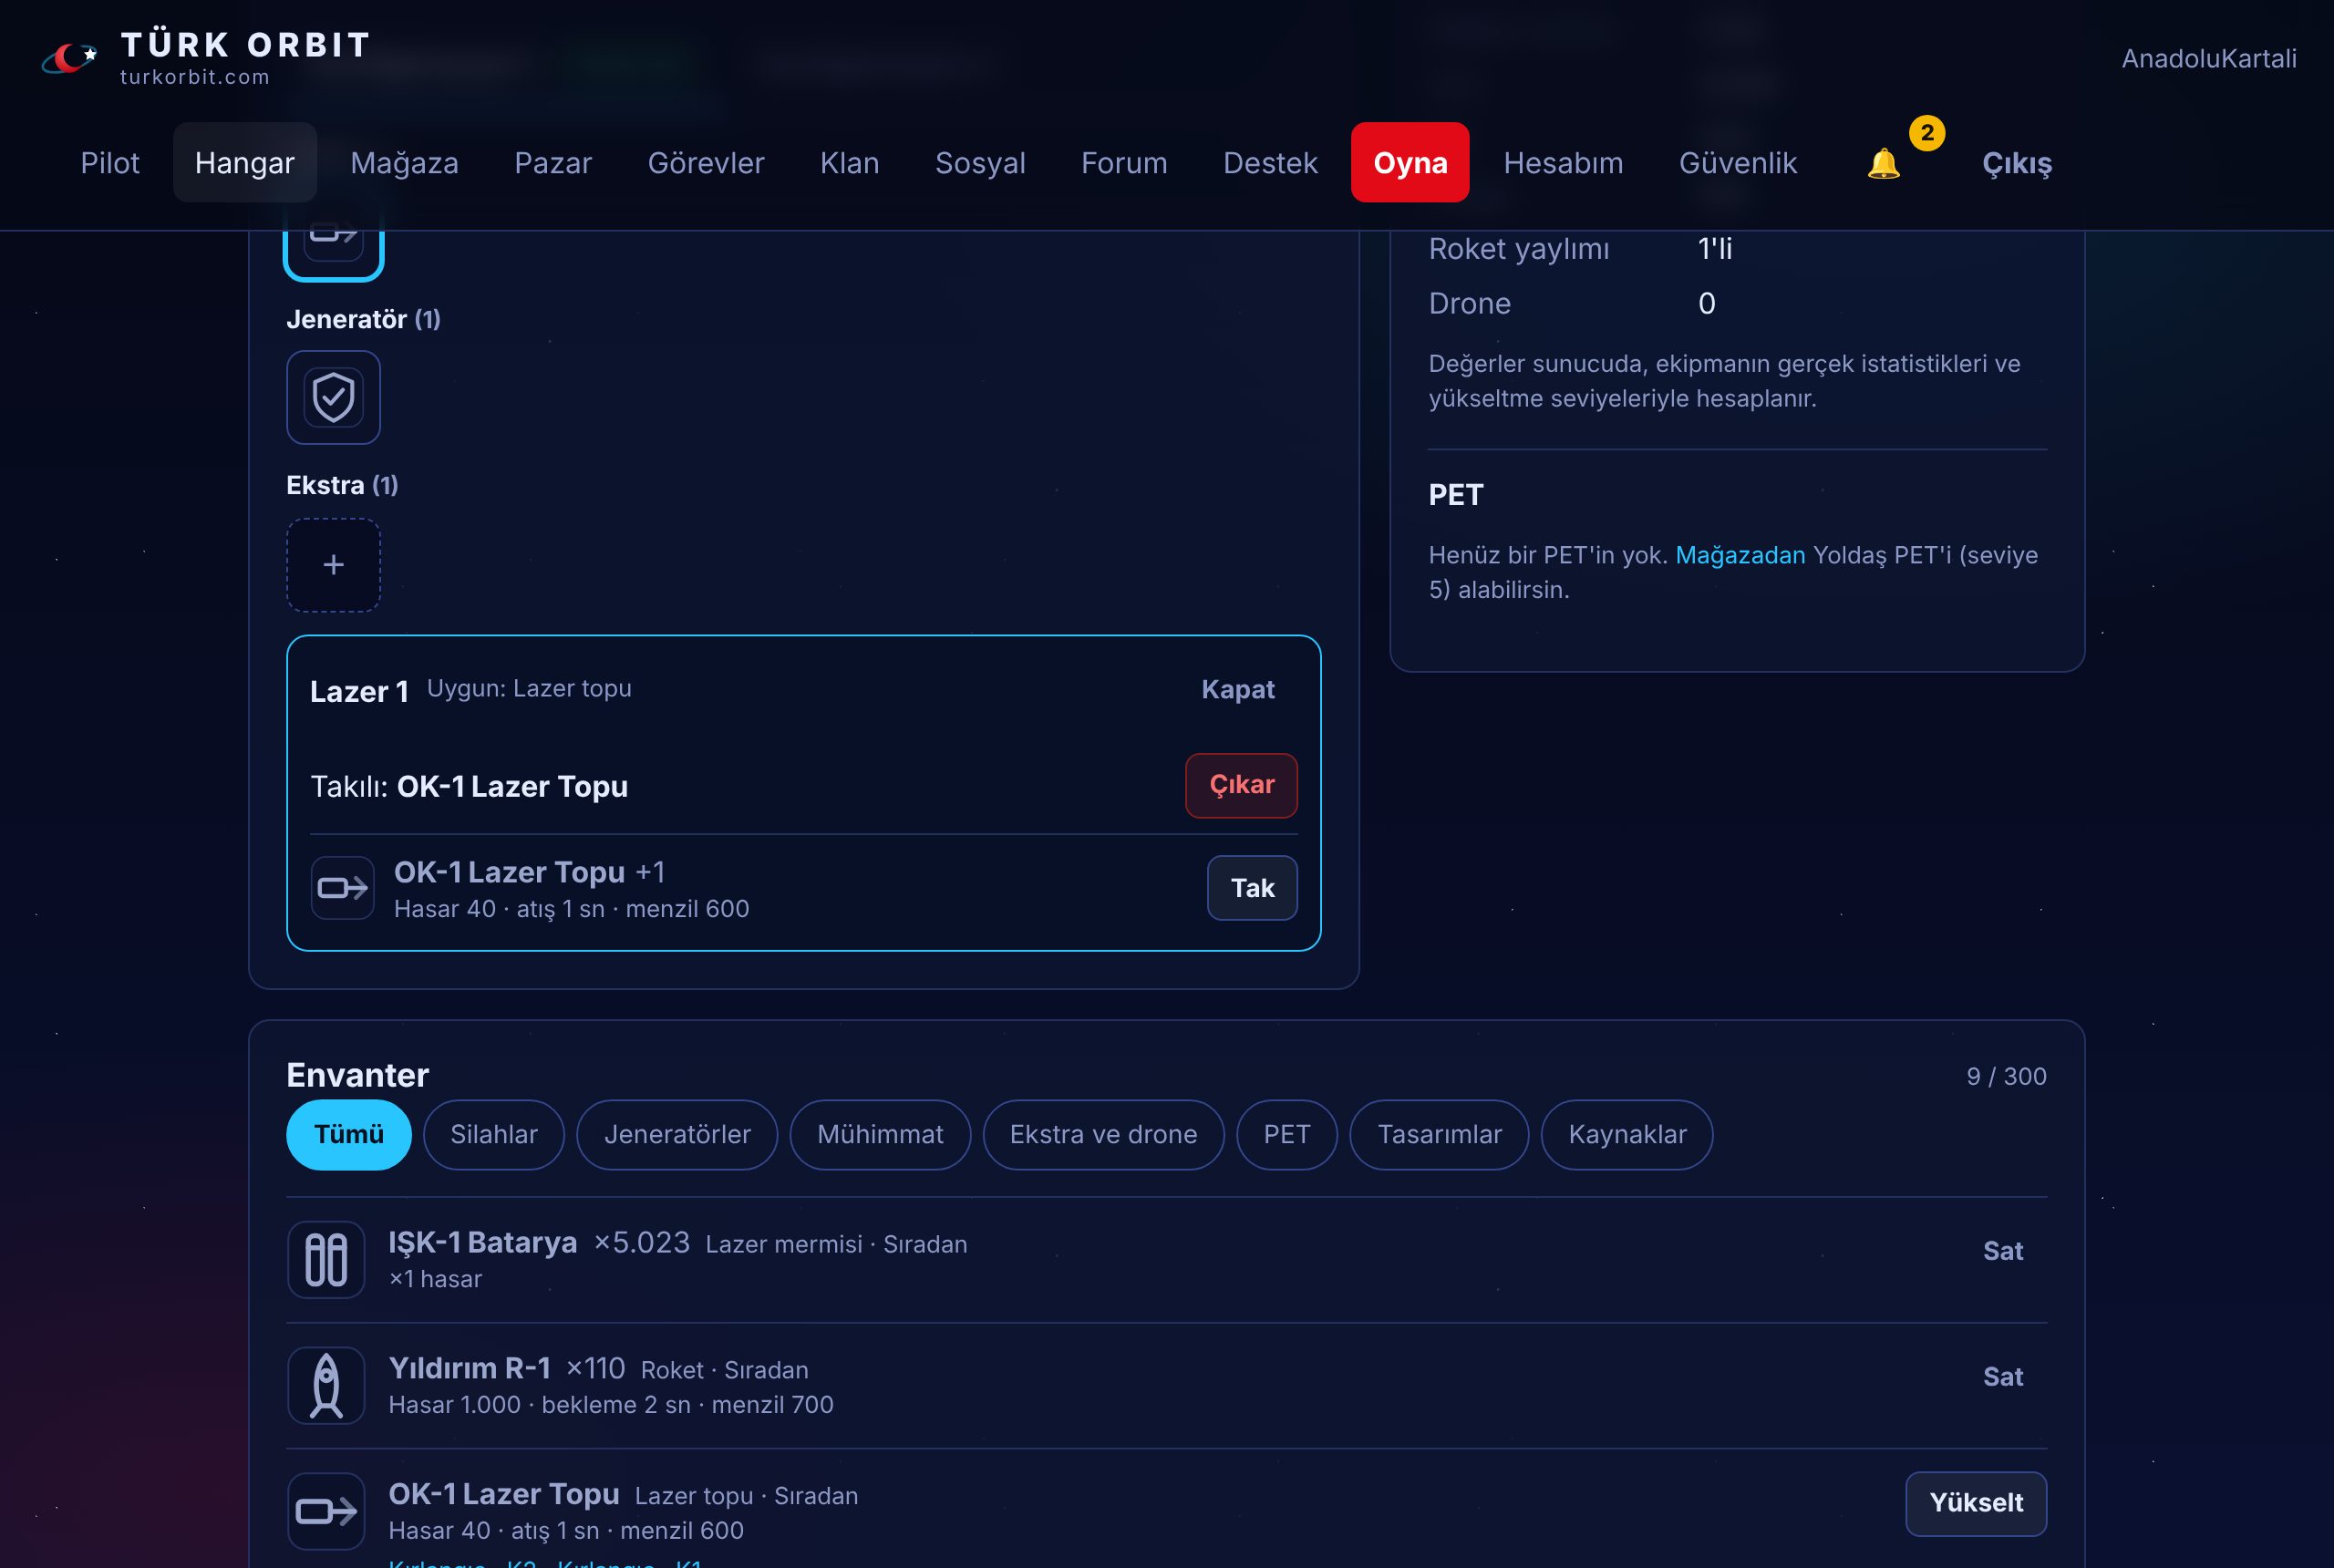 TÜRK ORBIT
turkorbit.com
AnadoluKartali
Pilot Hangar Mağaza Pazar Görevler Klan Sosyal Forum Destek Oyna Hesabım Güvenlik 🔔 2 Çıkış
Jeneratör (1)
Ekstra (1)
+
Lazer 1 Uygun: Lazer topu Kapat
Takılı: OK-1 Lazer Topu Çıkar
OK-1 Lazer Topu +1
Hasar 40 · atış 1 sn · menzil 600
Tak
Roket yaylımı 1'li
Drone 0
Değerler sunucuda, ekipmanın gerçek istatistikleri ve
yükseltme seviyeleriyle hesaplanır.
PET
Henüz bir PET'in yok. Mağazadan Yoldaş PET'i (seviye
5) alabilirsin.
Envanter 9 / 300
Tümü Silahlar Jeneratörler Mühimmat Ekstra ve drone PET Tasarımlar Kaynaklar
IŞK-1 Batarya ×5.023 Lazer mermisi · Sıradan
×1 hasar
Sat
Yıldırım R-1 ×110 Roket · Sıradan
Hasar 1.000 · bekleme 2 sn · menzil 700
Sat
OK-1 Lazer Topu Lazer topu · Sıradan
Hasar 40 · atış 1 sn · menzil 600
Yükselt